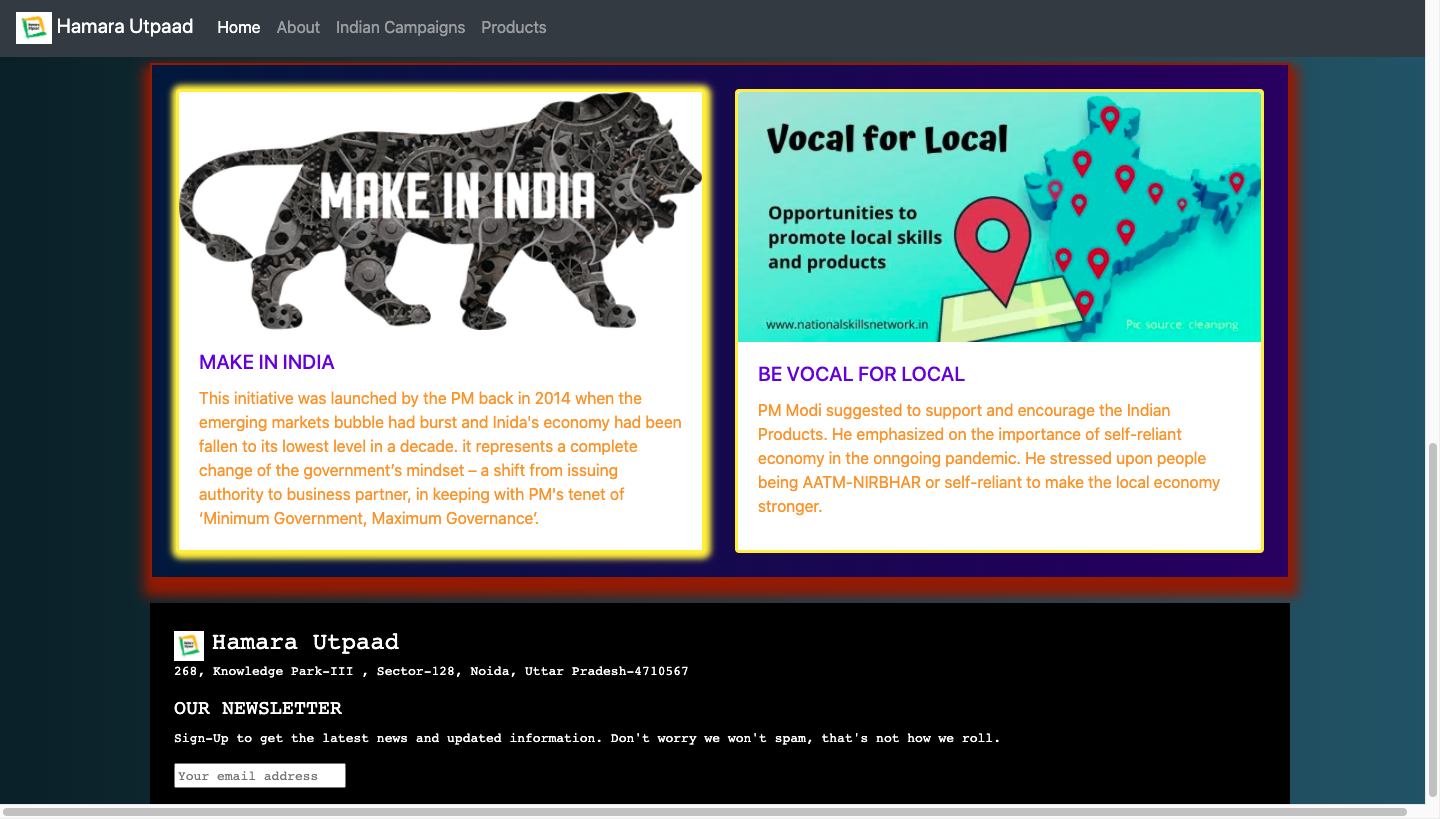 Hamara Utpaad Home About Indian Campaigns Products
MAKE IN INDIA
MAKE IN INDIA
This initiative was launched by the PM back in 2014 when the
emerging markets bubble had burst and Inida's economy had been
fallen to its lowest level in a decade. it represents a complete
change of the government’s mindset – a shift from issuing
authority to business partner, in keeping with PM's tenet of
‘Minimum Government, Maximum Governance’.
Vocal for Local
Opportunities to
promote local skills
and products
www.nationalskillsnetwork.in
Pic source: cleanpng
BE VOCAL FOR LOCAL
PM Modi suggested to support and encourage the Indian
Products. He emphasized on the importance of self-reliant
economy in the onngoing pandemic. He stressed upon people
being AATM-NIRBHAR or self-reliant to make the local economy
stronger.
Hamara Utpaad
268, Knowledge Park-III , Sector-128, Noida, Uttar Pradesh-4710567
OUR NEWSLETTER
Sign-Up to get the latest news and updated information. Don't worry we won't spam, that's not how we roll.
Your email address